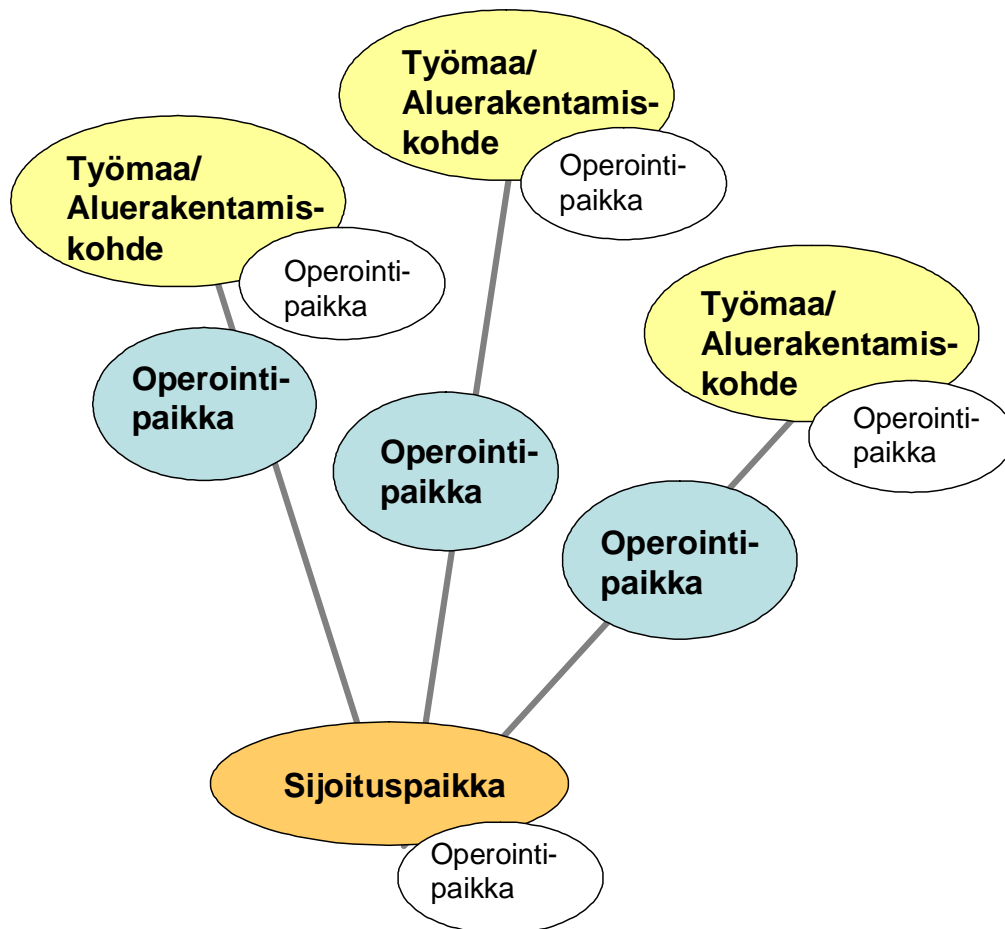 Työmaa/
Aluerakentamis-
kohde
Operointi-
paikka
Työmaa/
Aluerakentamis-
kohde
Operointi-
paikka
Työmaa/
Aluerakentamis-
kohde
Operointi-
paikka
Operointi-
paikka
Operointi-
paikka
Operointi-
paikka
Sijoituspaikka
Operointi-
paikka